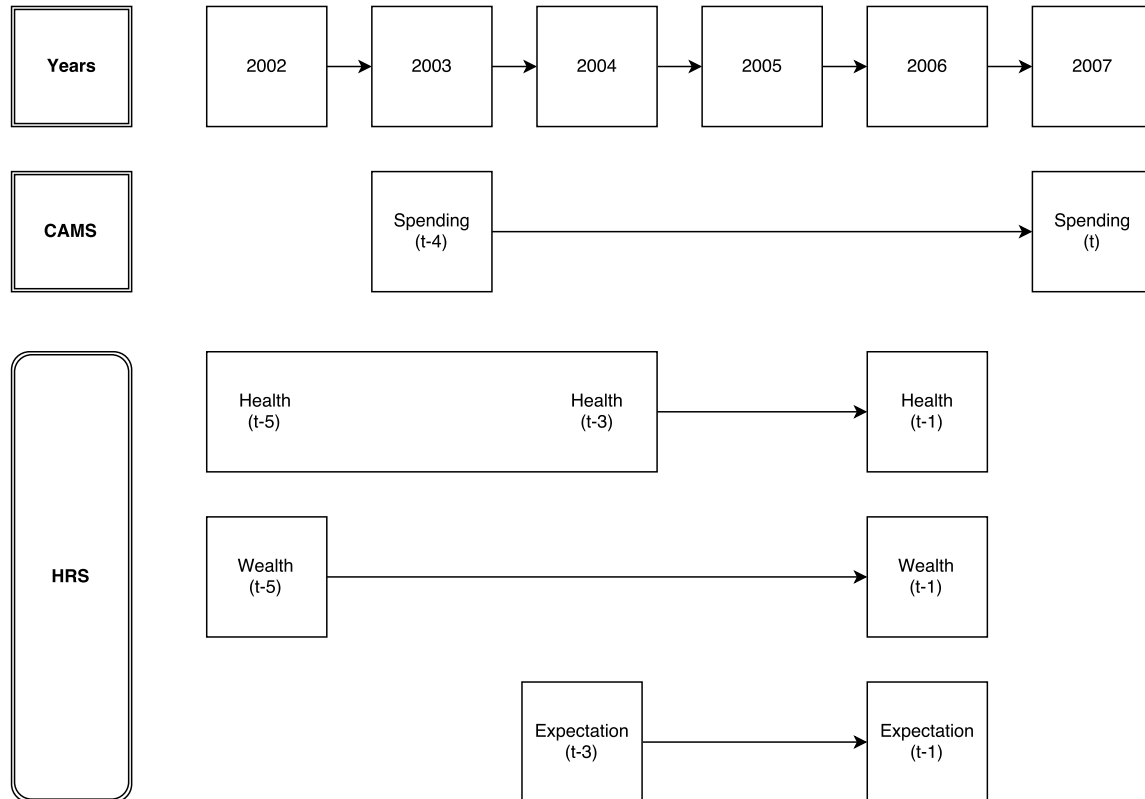 Years
2002
2003
2004
2005
2006
2007
CAMS
Spending
(t-4)
Spending
(t)
HRS
Health
(t-5)
Health
(t-3)
Health
(t-1)
Wealth
(t-5)
Wealth
(t-1)
Expectation
(t-3)
Expectation
(t-1)